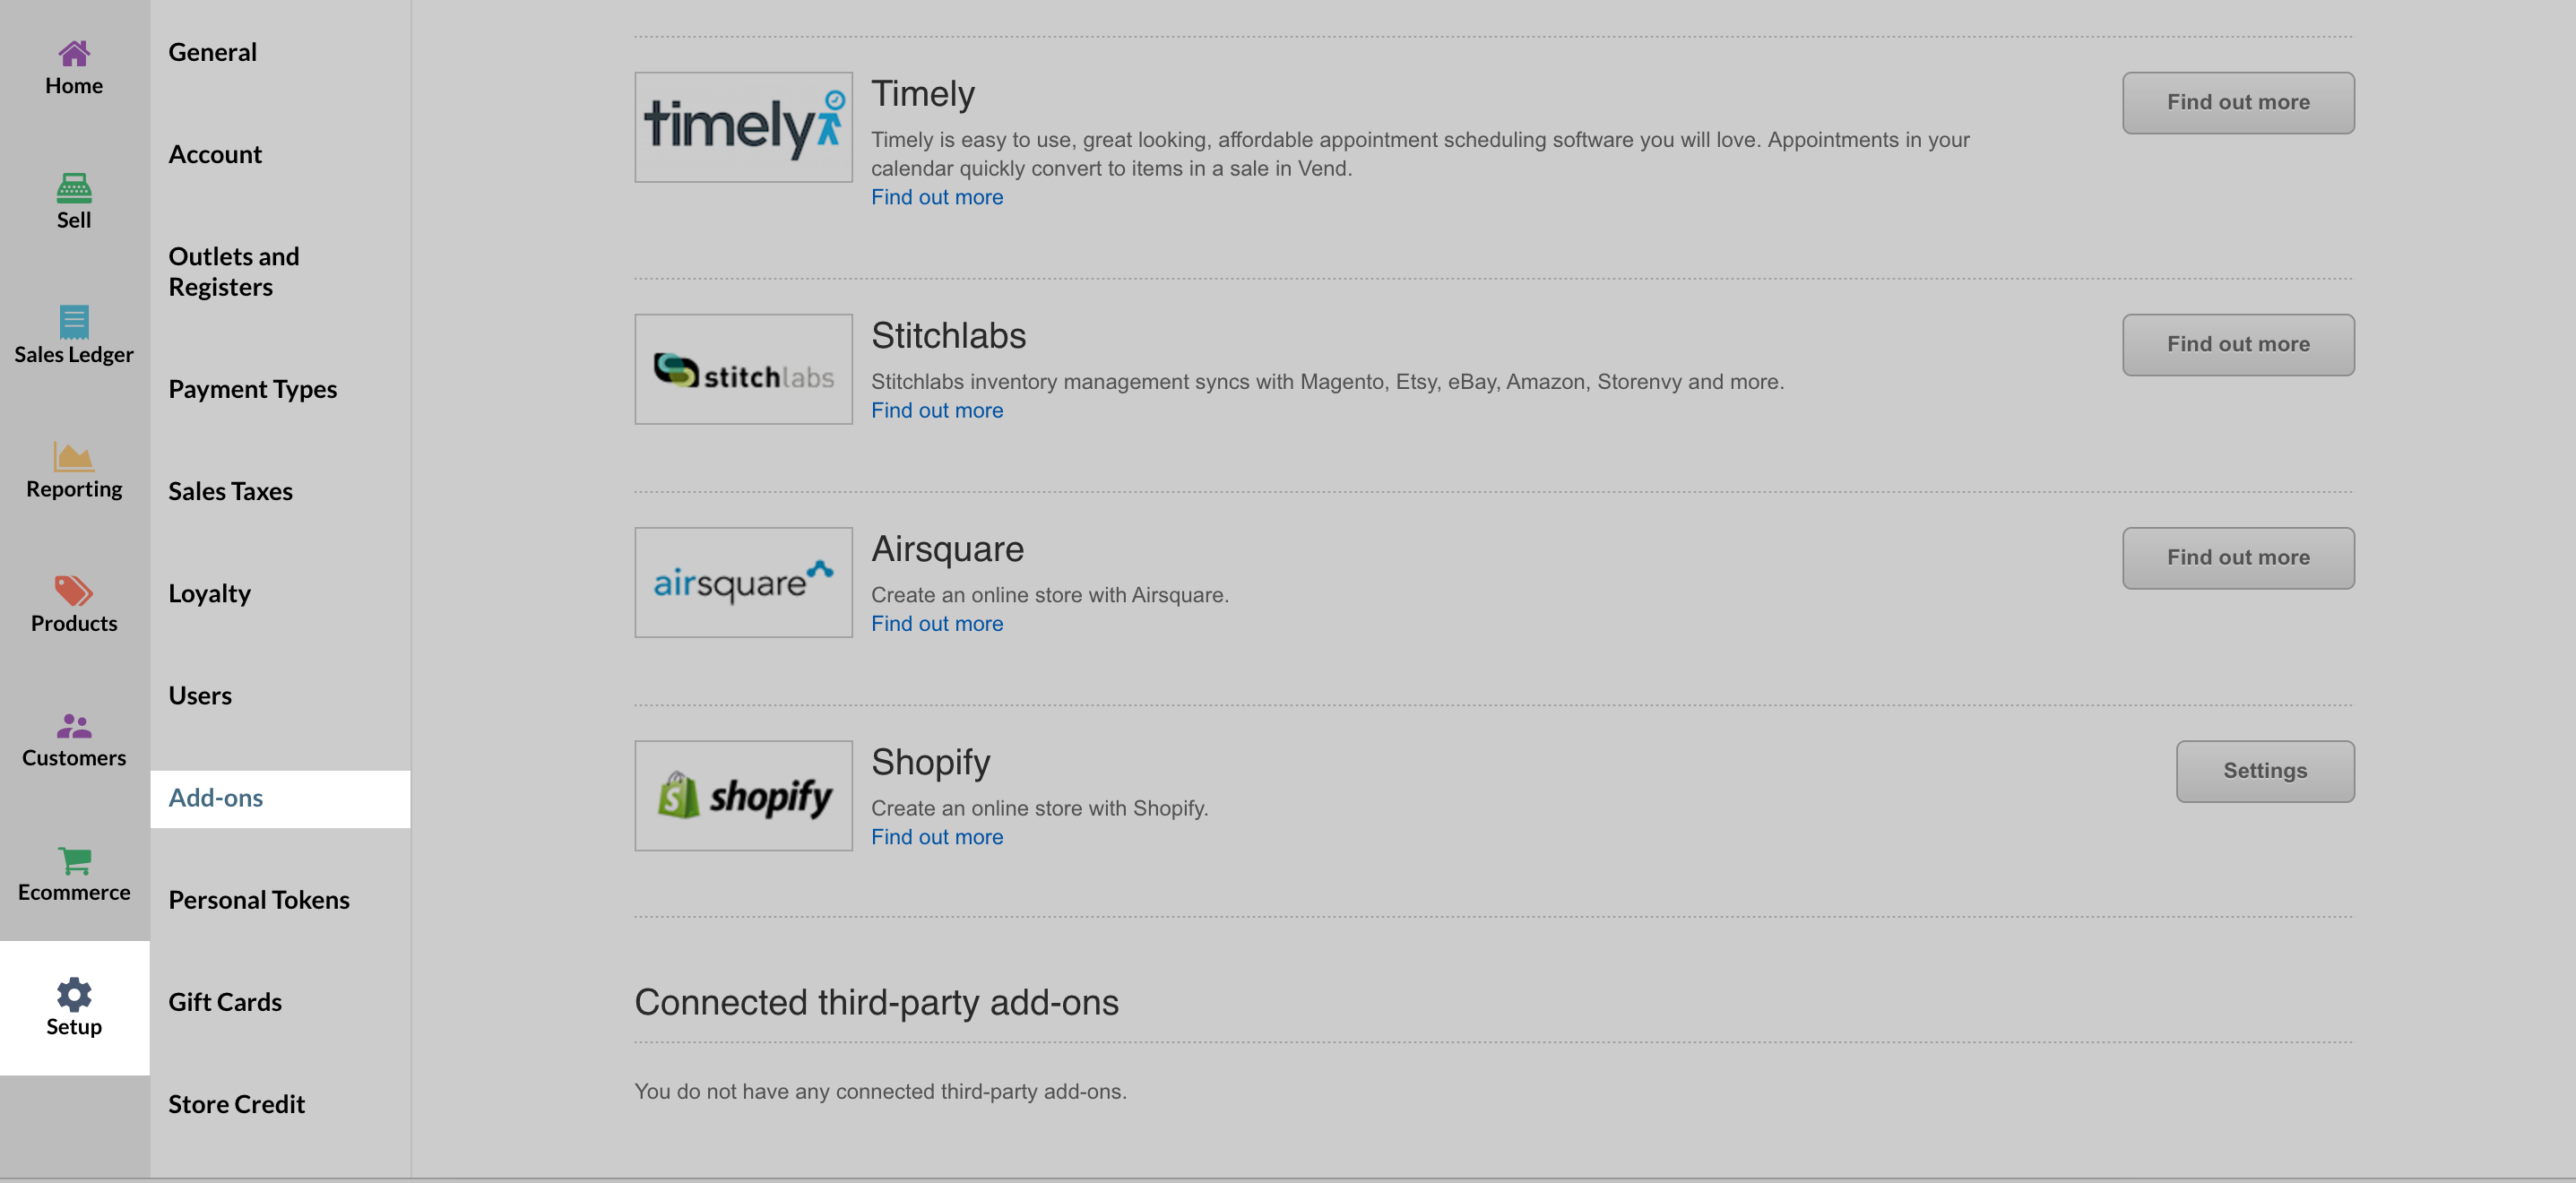 Home
Sell
Sales Ledger
Reporting
Products
Customers
Ecommerce
Setup
General
Account
Outlets and
Registers
Payment Types
Sales Taxes
Loyalty
Users
Add-ons
Personal Tokens
Gift Cards
Store Credit
timely
Timely
Find out more
Timely is easy to use, great looking, affordable appointment scheduling software you will love. Appointments in your
calendar quickly convert to items in a sale in Vend.
Find out more
stitchlabs
Stitchlabs
Find out more
Stitchlabs inventory management syncs with Magento, Etsy, eBay, Amazon, Storenvy and more.
Find out more
airsquare
Airsquare
Find out more
Create an online store with Airsquare.
Find out more
shopify
Shopify
Settings
Create an online store with Shopify.
Find out more
Connected third-party add-ons
You do not have any connected third-party add-ons.